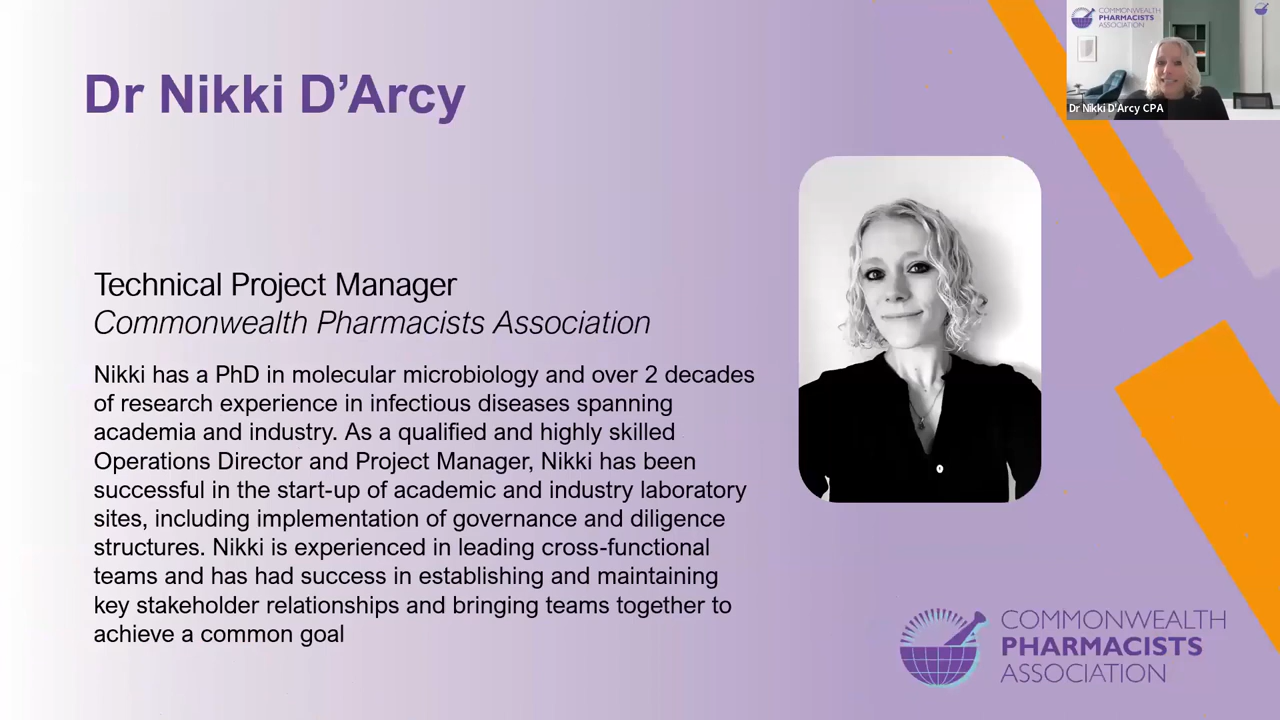 Dr Nikki D'Arcy
Technical Project Manager
Commonwealth Pharmacists Association
Nikki has a PhD in molecular microbiology and over 2 decades
of research experience in infectious diseases spanning
academia and industry. As a qualified and highly skilled
Operations Director and Project Manager, Nikki has been
successful in the start-up of academic and industry laboratory
sites, including implementation of governance and diligence
structures. Nikki is experienced in leading cross-functional
teams and has had success in establishing and maintaining
key stakeholder relationships and bringing teams together to
achieve a common goal
COMMONWEALTH
PHARMACISTS
ASSOCIATION
Dr Nikki D'Arcy CPA
COMMONWEALTH
PHARMACISTS
ASSOCIATION